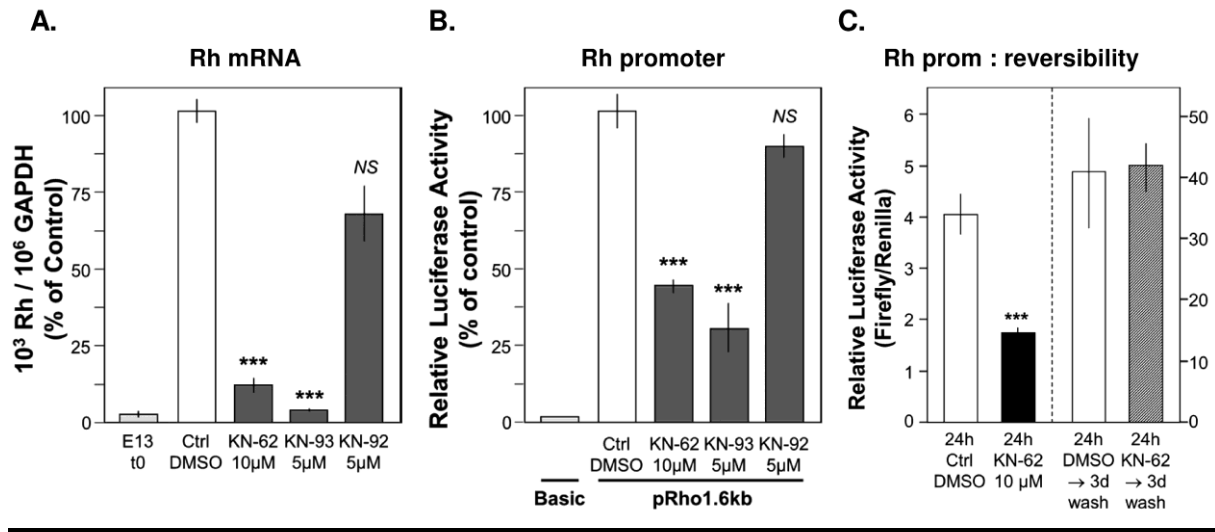 A.
Rh mRNA
10³ Rh / 10⁶ GAPDH
(% of Control)
100
75
50
25
0
***
***
NS
E13
t0
Ctrl
DMSO
KN-62
10µM
KN-93
5µM
KN-92
5µM
B.
Rh promoter
Relative Luciferase Activity
(% of control)
100
75
50
25
0
***
***
NS
Ctrl
DMSO
KN-62
10µM
KN-93
5µM
KN-92
5µM
Basic
pRho1.6kb
C.
Rh prom : reversibility
Relative Luciferase Activity
(Firefly/Renilla)
6
5
4
3
2
1
0
***
50
40
30
20
10
0
24h
Ctrl
DMSO
24h
KN-62
10 µM
24h
DMSO
→ 3d
wash
24h
KN-62
→ 3d
wash